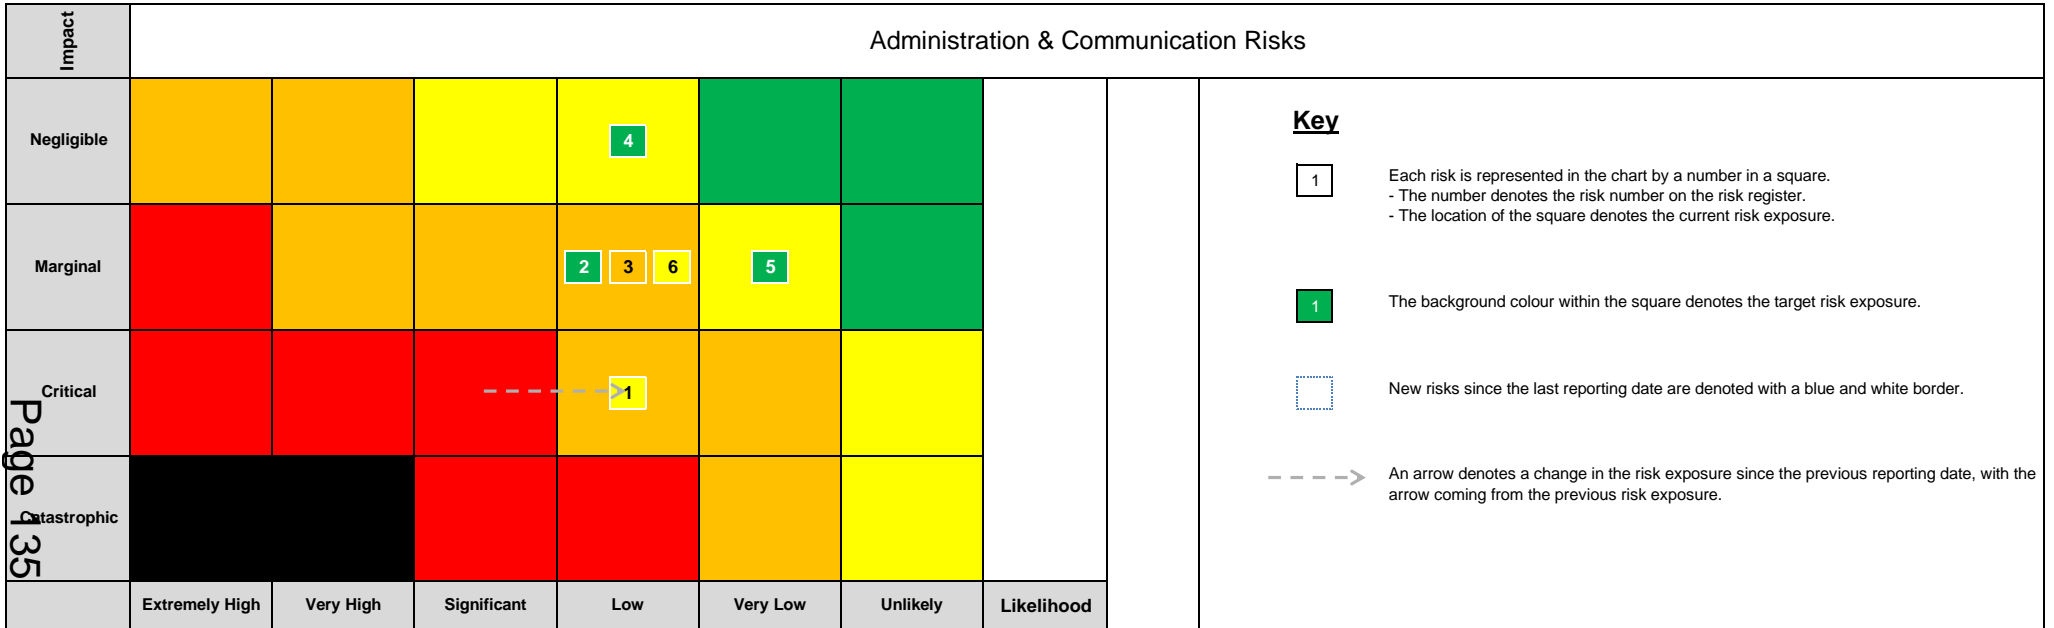 Impact
Administration & Communication Risks
Negligible
4
Marginal
2 3 6 5
Critical
1
Catastrophic
Extremely High Very High Significant Low Very Low Unlikely Likelihood
Key
1
Each risk is represented in the chart by a number in a square.
- The number denotes the risk number on the risk register.
- The location of the square denotes the current risk exposure.
1
The background colour within the square denotes the target risk exposure.
New risks since the last reporting date are denoted with a blue and white border.
An arrow denotes a change in the risk exposure since the previous reporting date, with the
arrow coming from the previous risk exposure.
Page 135